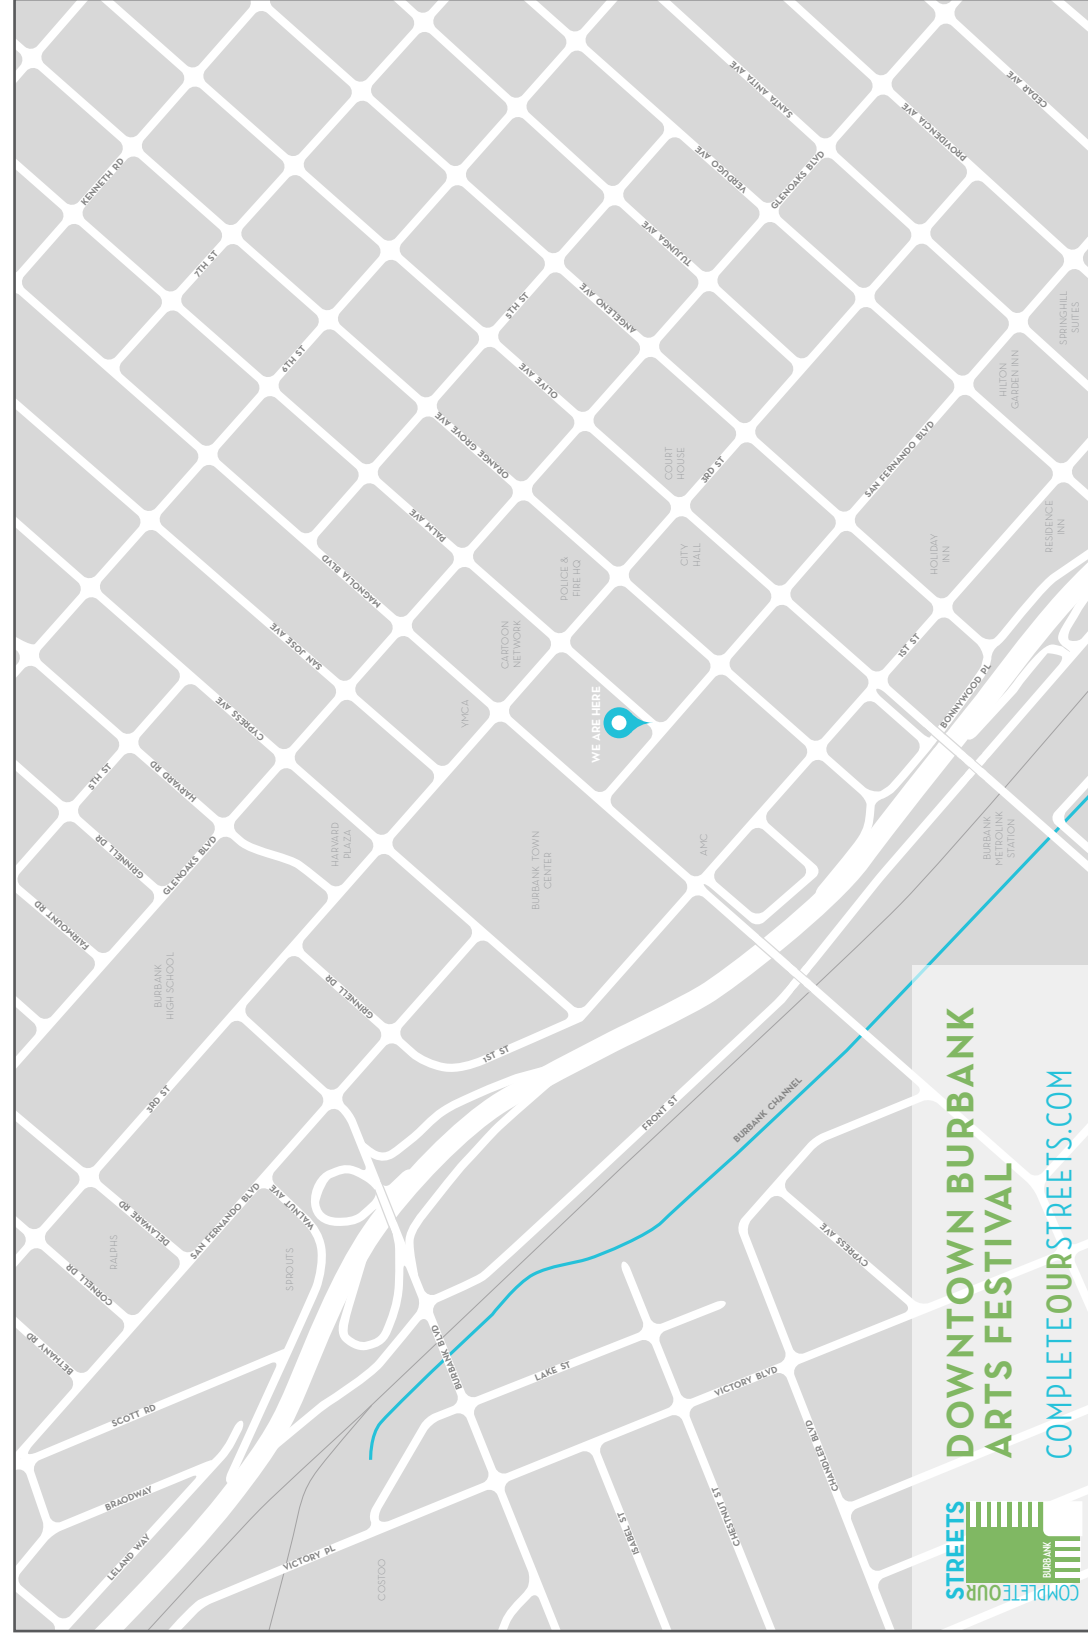 KENNETH RD
7TH ST
6TH ST
5TH ST
SANTA ANITA AVE
CEDAR AVE
PROVIDENCIA AVE
VERDUGO AVE
GLENOAKS BLVD
TUJUNGA AVE
ANGELENO AVE
OLIVE AVE
ORANGE GROVE AVE
PALM AVE
MAGNOLIA BLVD
SAN JOSE AVE
CYPRESS AVE
HARVARD RD
5TH ST
GRINNELL DR
GLENOAKS BLVD
FAIRMOUNT RD
SPRINGHILL
SUITES
HILTON
GARDEN INN
SAN FERNANDO BLVD
COURT
HOUSE
3RD ST
CITY
HALL
RESIDENCE
INN
HOLIDAY
INN
POLICE &
FIRE HQ
CARTOON
NETWORK
YMCA
WE ARE HERE
1ST ST
BONNYWOOD PL
HARVARD
PLAZA
BURBANK TOWN
CENTER
AMC
BURBANK
METROLINK
STATION
BURBANK
HIGH SCHOOL
GRINNELL DR
1ST ST
3RD ST
FRONT ST
BURBANK CHANNEL
DELAWARE RD
RALPHS
CORNELL DR
BETHANY RD
SAN FERNANDO BLVD
WALNUT AVE
SPROUTS
SCOTT RD
BRAODWAY
LELAND WAY
BURBANK BLVD
LAKE ST
VICTORY BLVD
CYPRESS AVE
CHANDLER BLVD
CHESTNUT ST
ISABEL ST
VICTORY PL
COSTOO
DOWNTOWN BURBANK
ARTS FESTIVAL
COMPLETEOURSTREETS.COM
COMPLETEOUR
STREETS
BURBANK